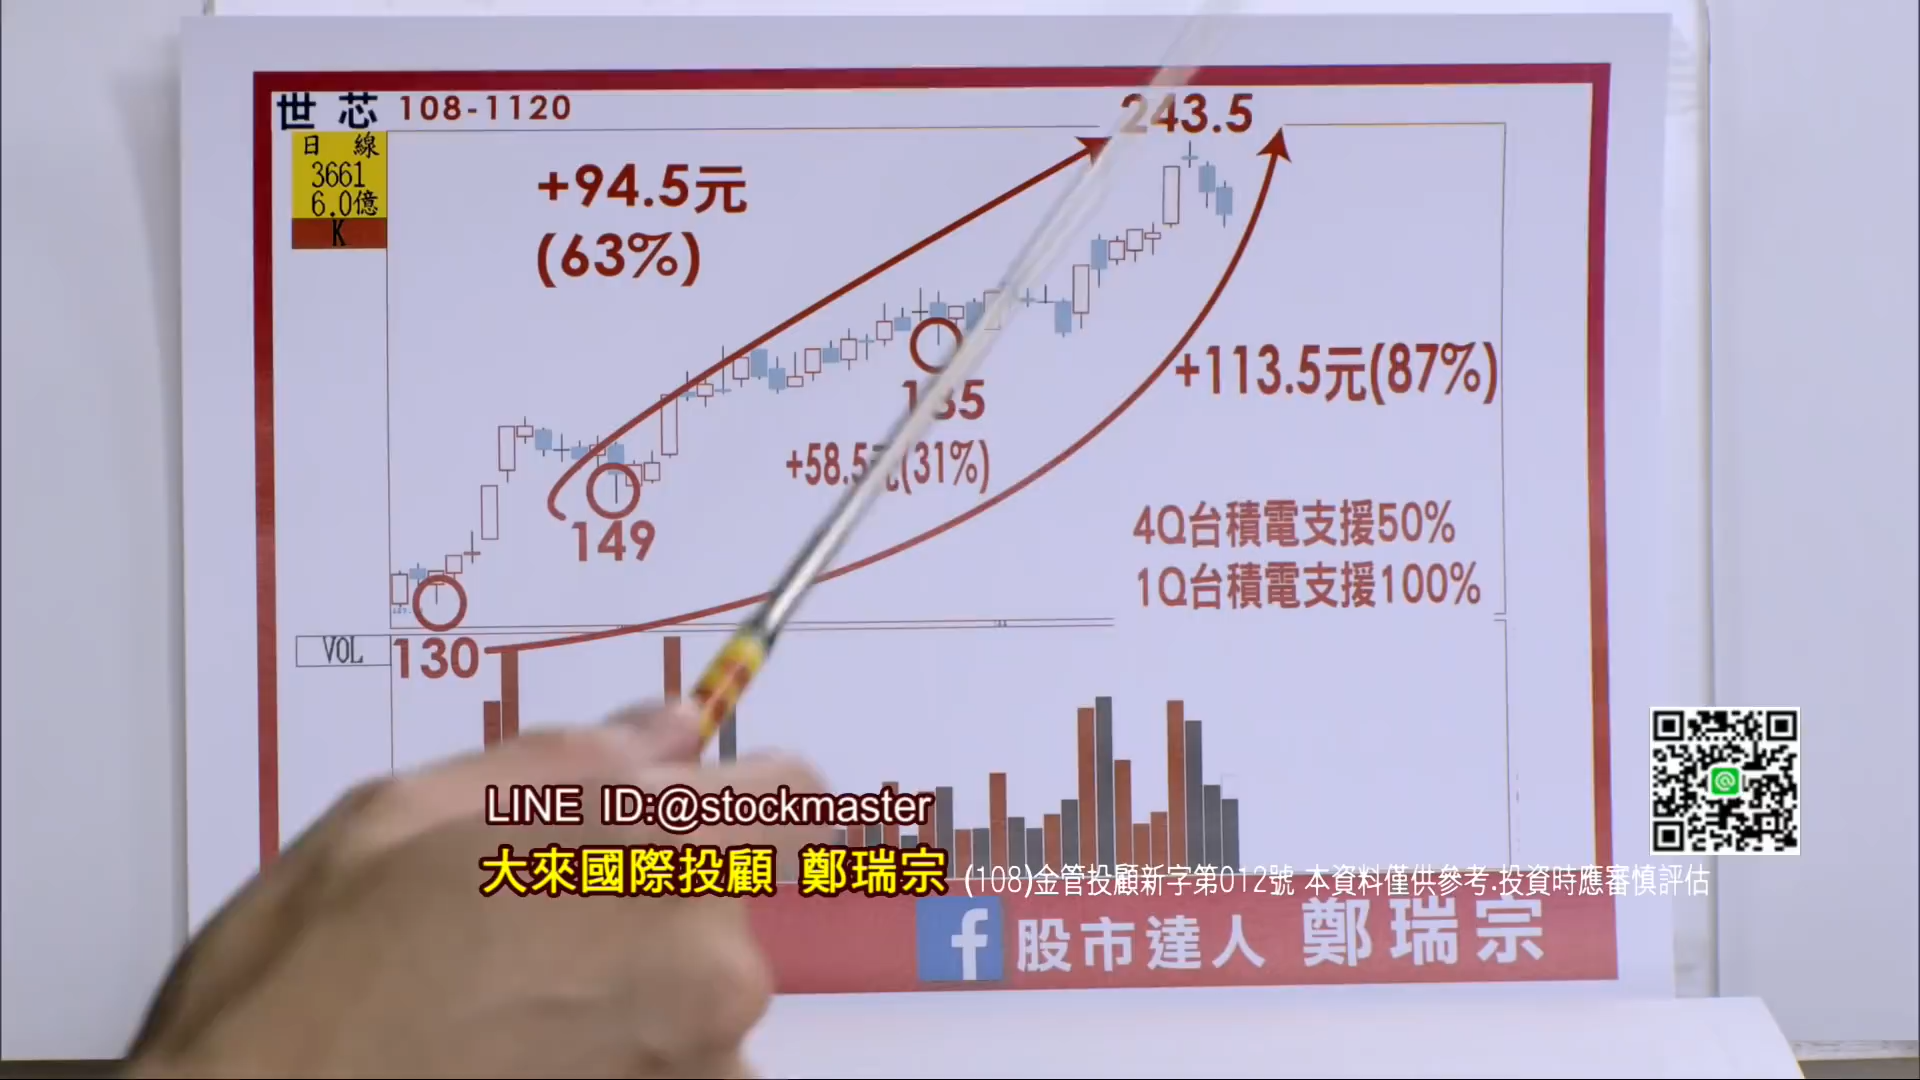 世芯 108-1120
日 線
3661
6.0億
K
243.5
+94.5元
(63%)
+113.5元(87%)
185
+58.5元(31%)
149
4Q台積電支援50%
1Q台積電支援100%
VOL
130
LINE ID:@stockmaster
大來國際投顧 鄭瑞宗 (108)金管投顧新字第012號 本資料僅供參考.投資時應審慎評估
f 股市達人 鄭瑞宗